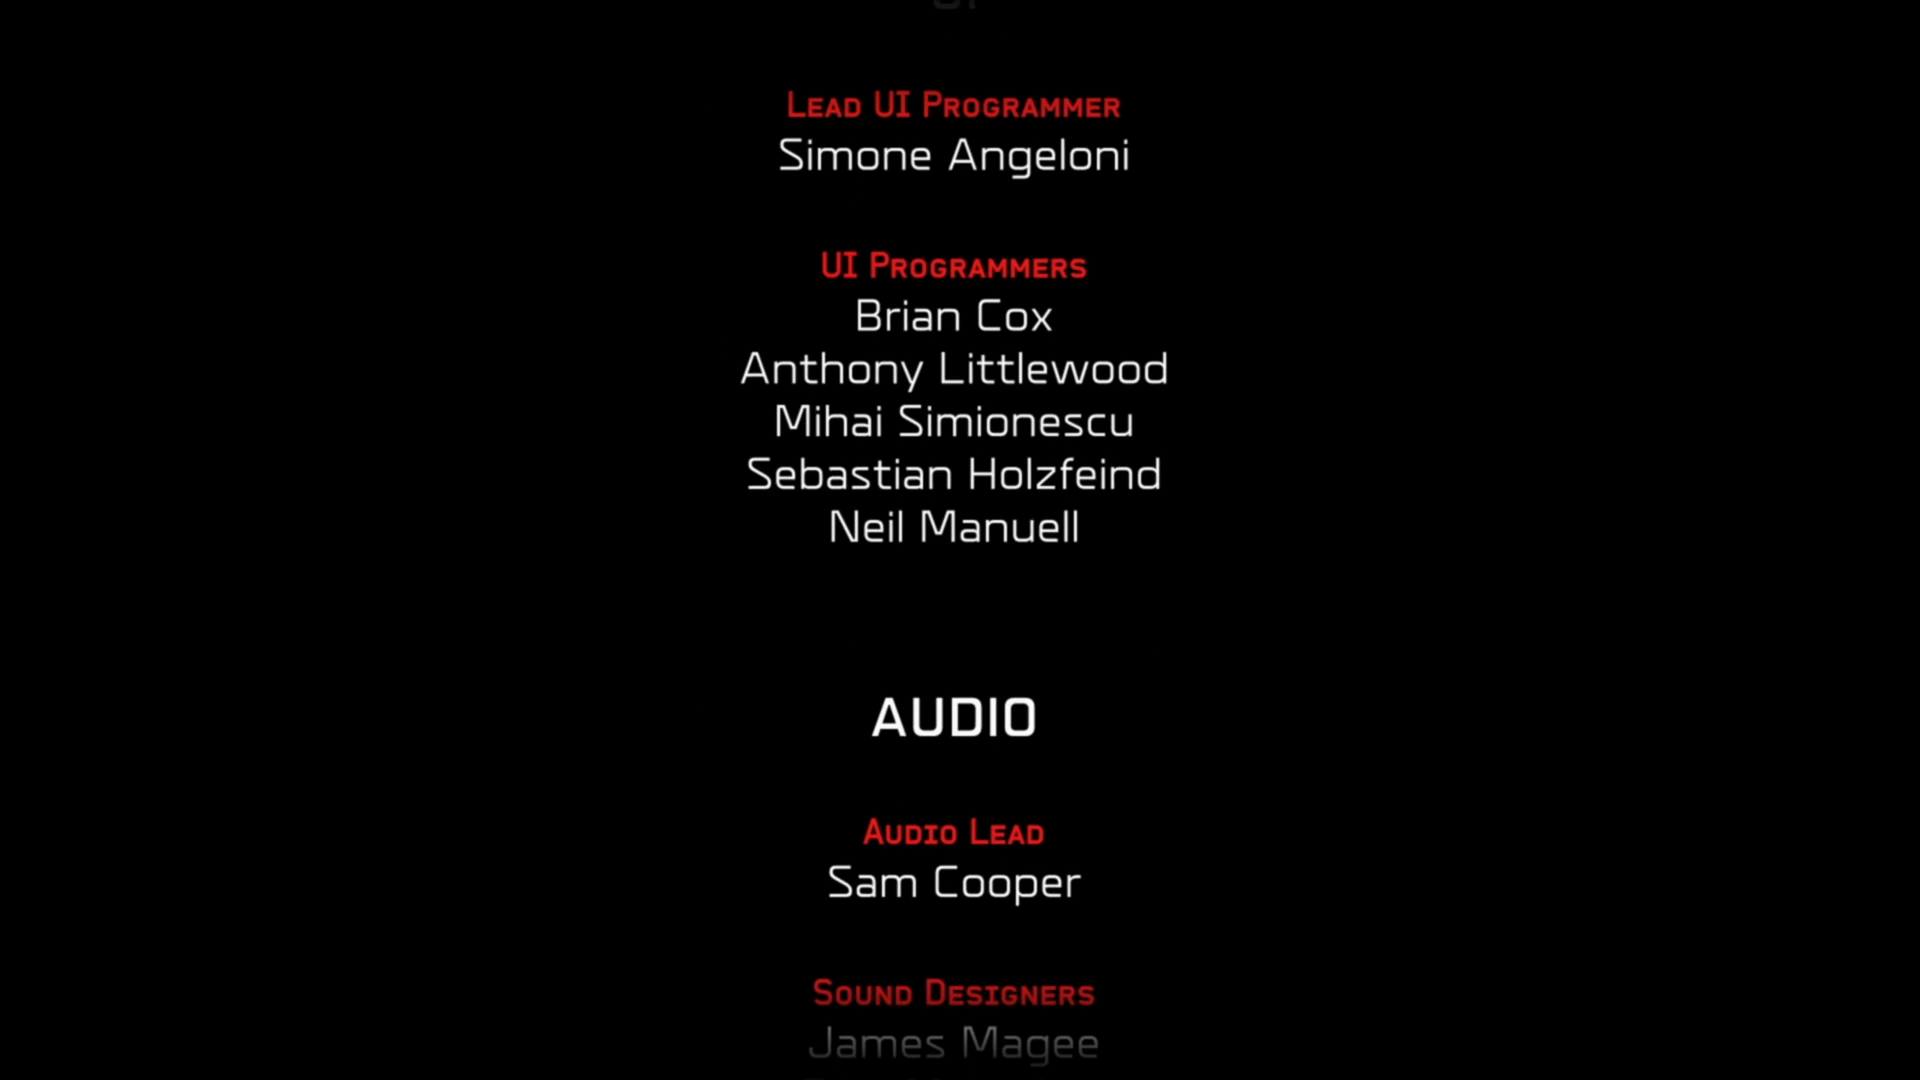 Lead UI Programmer
Simone Angeloni
UI Programmers
Brian Cox
Anthony Littlewood
Mihai Simionescu
Sebastian Holzfeind
Neil Manuell
AUDIO
Audio Lead
Sam Cooper
Sound Designers
James Magee